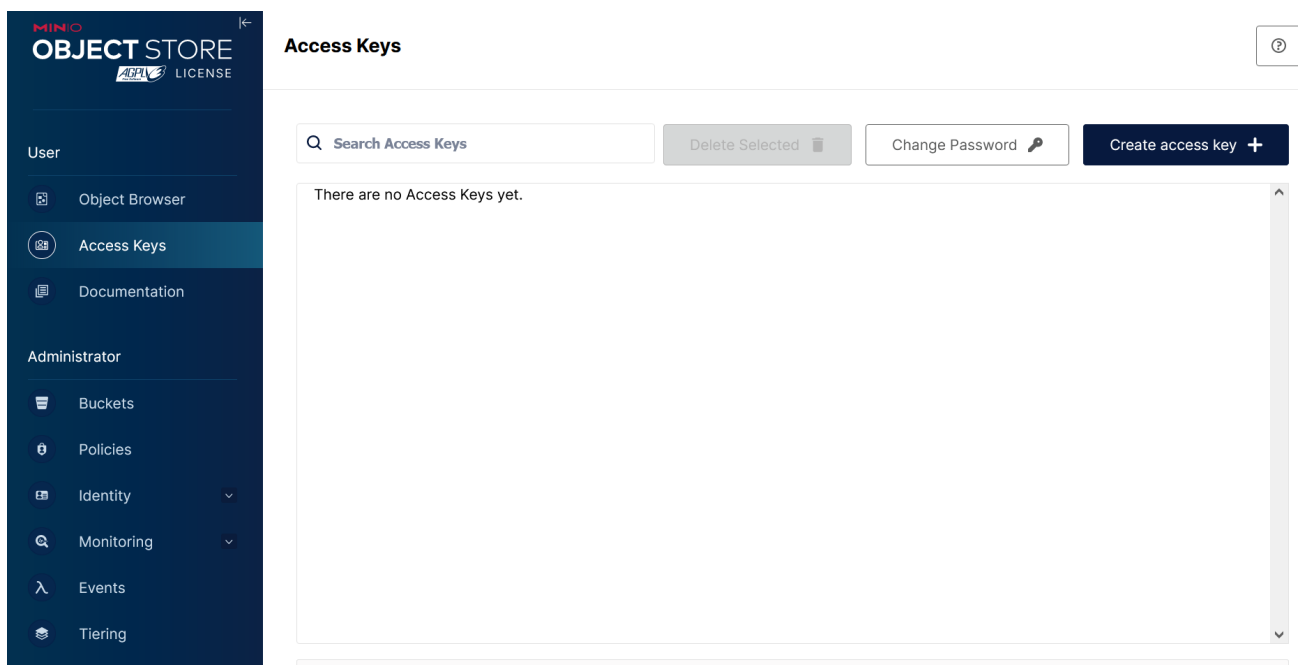 MINIO
OBJECT STORE
AGPLv3 LICENSE
User
Object Browser
Access Keys
Documentation
Administrator
Buckets
Policies
Identity
Monitoring
Events
Tiering
Access Keys
Search Access Keys
Delete Selected
Change Password
Create access key
There are no Access Keys yet.